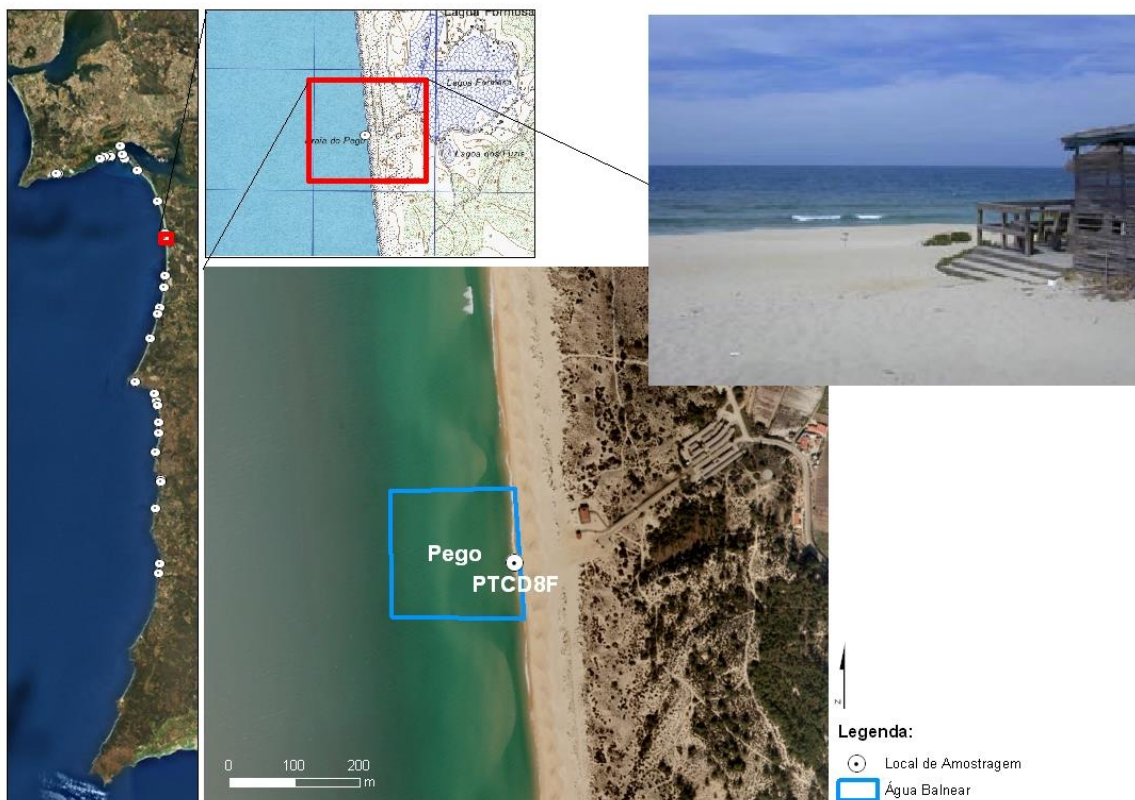 Lagoa Formosa
Lagoa Formosa
Praia do Pego
Lagoa dos Fuzis
Pego
PTCD8F
0 100 200
m
N
Legenda:
Local de Amostragem
Água Balnear